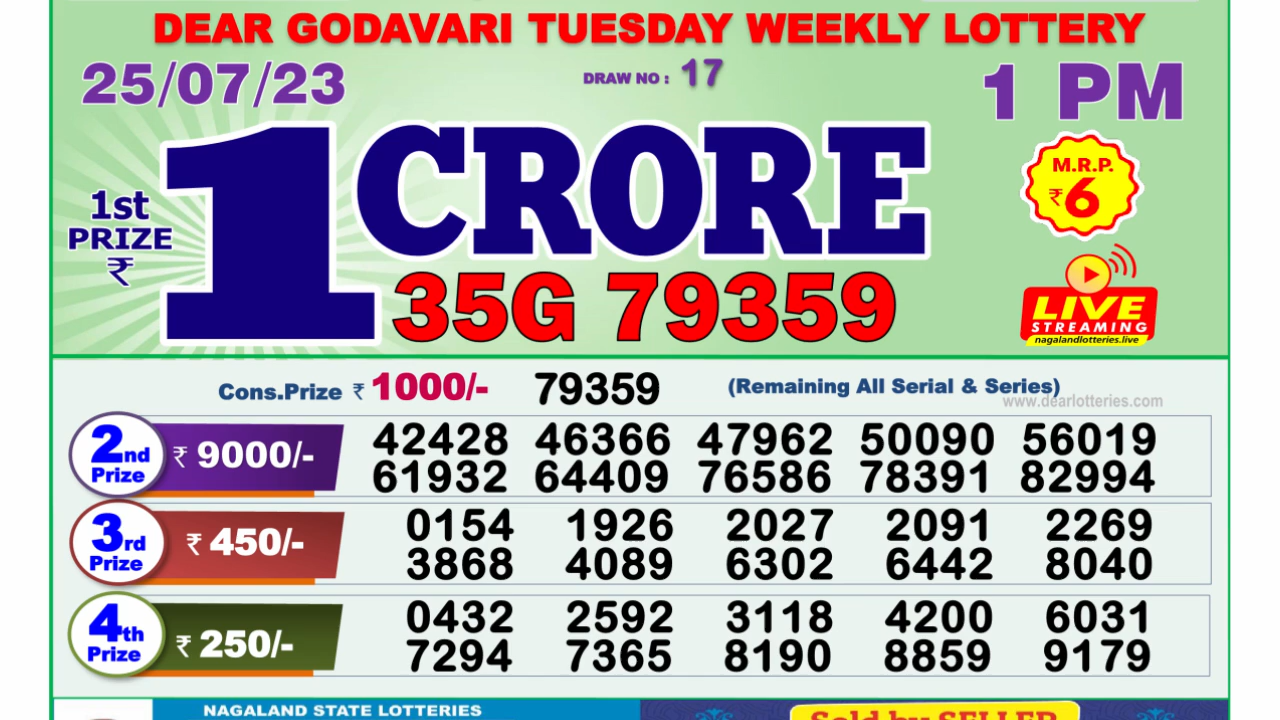 DEAR GODAVARI TUESDAY WEEKLY LOTTERY
25/07/23
DRAW NO : 17
1 PM
1st
PRIZE
₹
1 CRORE
35G 79359
M.R.P.
₹6
LIVE
STREAMING
nagalandlotteries.live
Cons.Prize ₹ 1000/- 79359 (Remaining All Serial & Series)
www.dearlotteries.com
2nd Prize ₹ 9000/-
42428 46366 47962 50090 56019
61932 64409 76586 78391 82994
3rd Prize ₹ 450/-
0154 1926 2027 2091 2269
3868 4089 6302 6442 8040
4th Prize ₹ 250/-
0432 2592 3118 4200 6031
7294 7365 8190 8859 9179
NAGALAND STATE LOTTERIES
Sold by SELLER